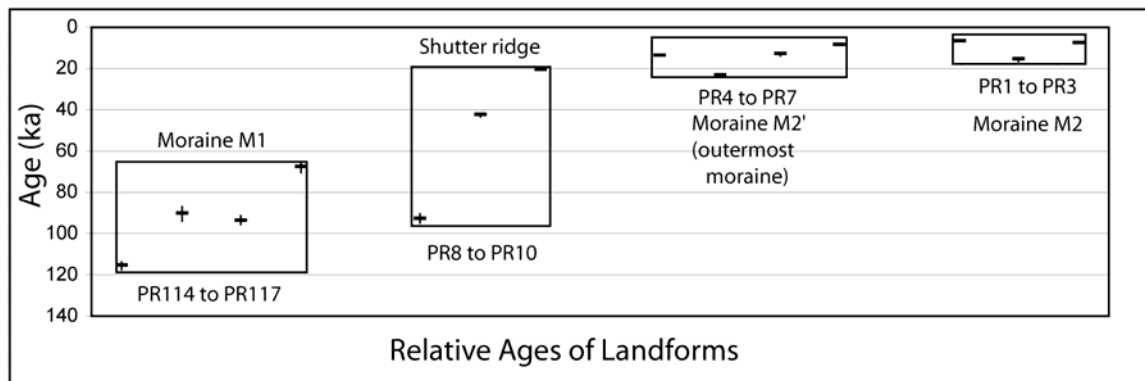 0
20
40
60
80
100
120
140
Age (ka)
Moraine M1
PR114 to PR117
Shutter ridge
PR8 to PR10
PR4 to PR7
Moraine M2'
(outermost
moraine)
PR1 to PR3
Moraine M2
Relative Ages of Landforms